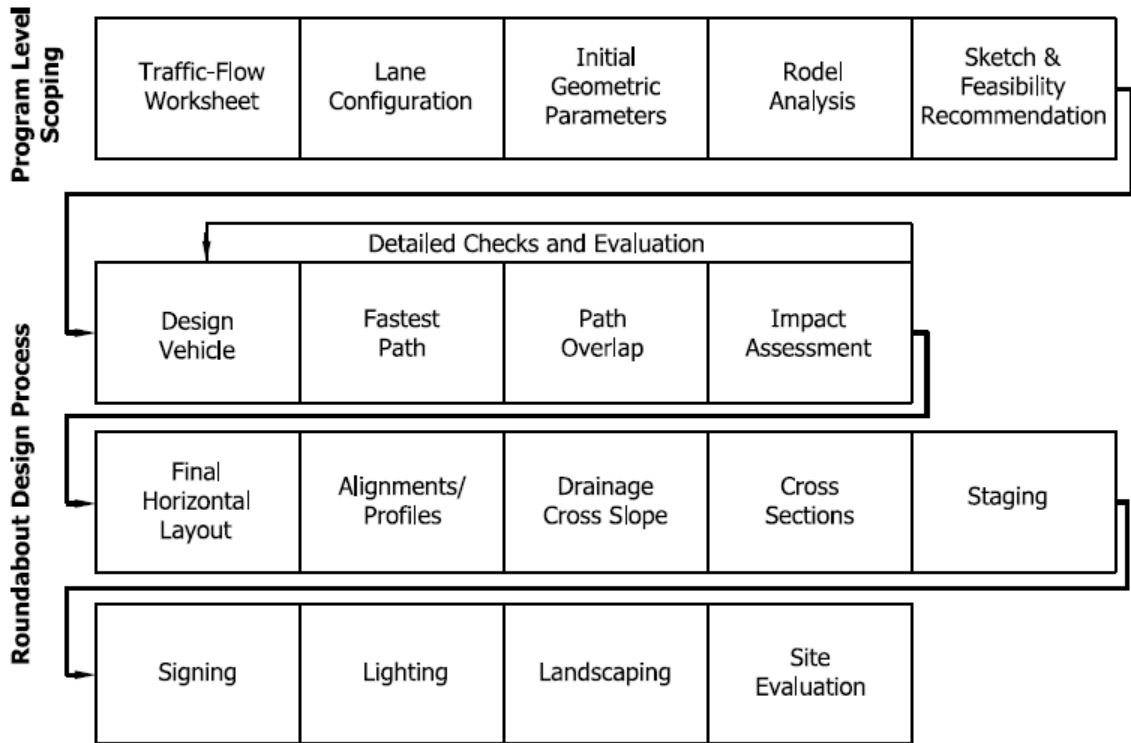 Program Level
Scoping
Traffic-Flow
Worksheet
Lane
Configuration
Initial
Geometric
Parameters
Rodel
Analysis
Sketch &
Feasibility
Recommendation
Roundabout Design Process
Detailed Checks and Evaluation
Design
Vehicle
Fastest
Path
Path
Overlap
Impact
Assessment
Final
Horizontal
Layout
Alignments/
Profiles
Drainage
Cross Slope
Cross
Sections
Staging
Signing
Lighting
Landscaping
Site
Evaluation